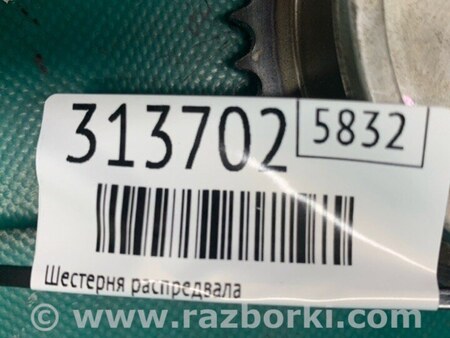 313702 5832
Шестерня распредвала
© www.razborki.com